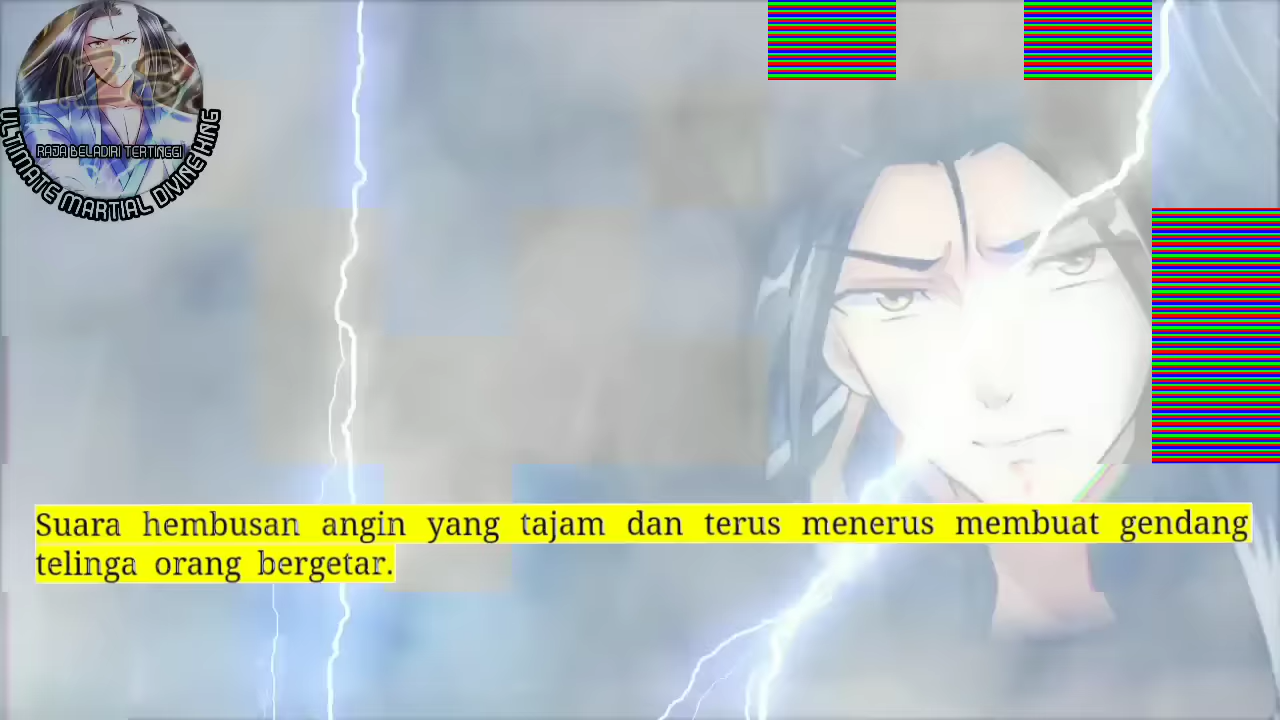 RAJA BELADIRI TERTINGGI
ULTIMATE MARTIAL DIVINE KING
Suara hembusan angin yang tajam dan terus menerus membuat gendang
telinga orang bergetar.